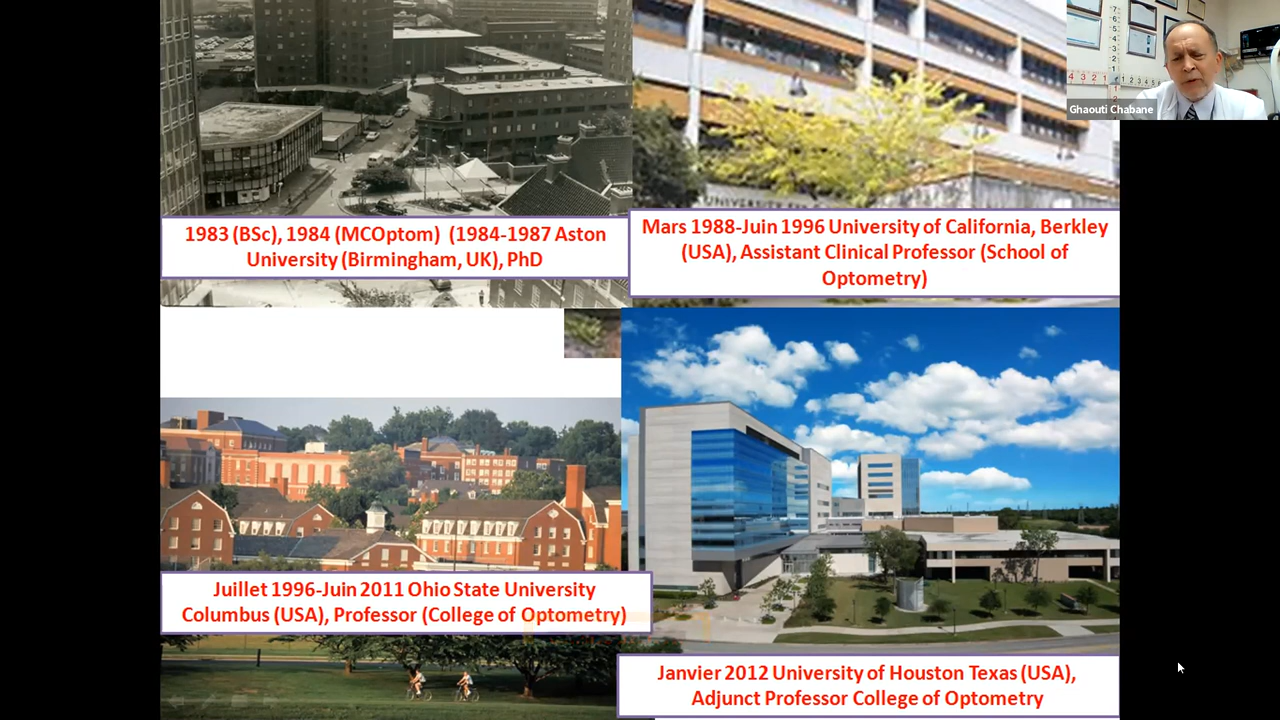 1983 (BSc), 1984 (MCOptom) (1984-1987 Aston
University (Birmingham, UK), PhD
Mars 1988-Juin 1996 University of California, Berkley
(USA), Assistant Clinical Professor (School of
Optometry)
Ghaouti Chabane
Juillet 1996-Juin 2011 Ohio State University
Columbus (USA), Professor (College of Optometry)
Janvier 2012 University of Houston Texas (USA),
Adjunct Professor College of Optometry